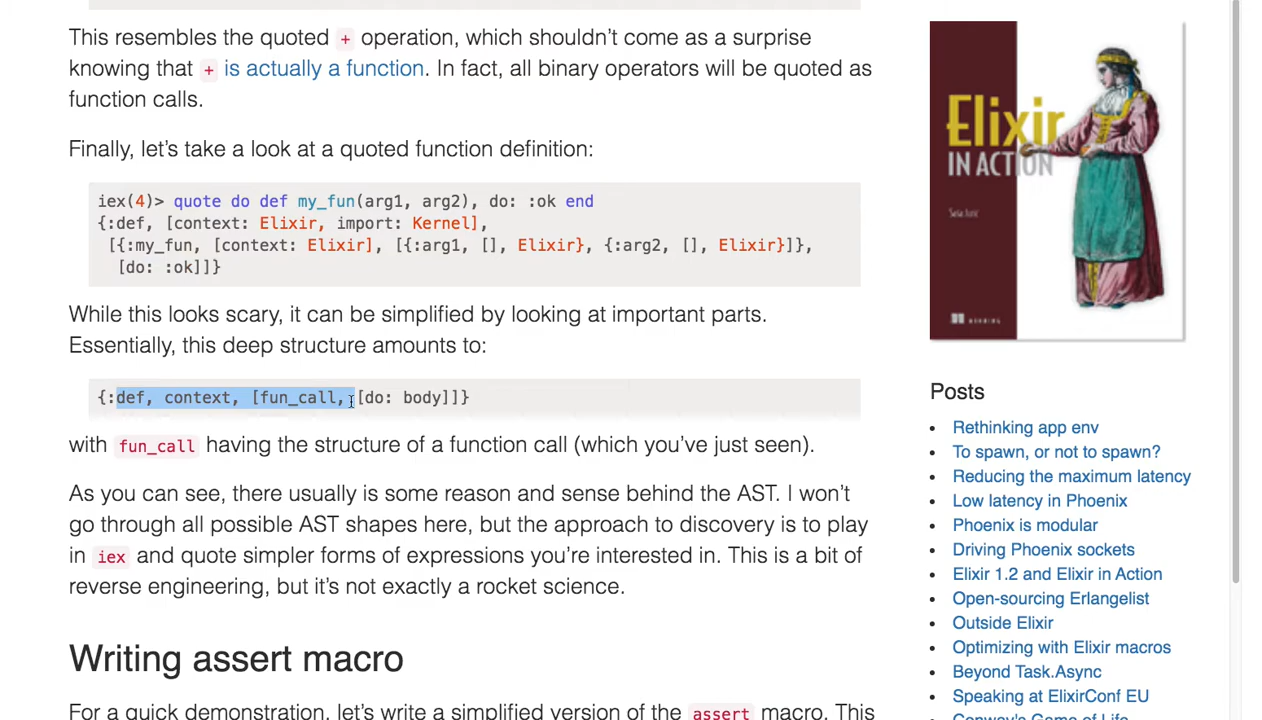 This resembles the quoted + operation, which shouldn’t come as a surprise
knowing that + is actually a function. In fact, all binary operators will be quoted as
function calls.
Finally, let’s take a look at a quoted function definition:
iex(4)> quote do def my_fun(arg1, arg2), do: :ok end
{:def, [context: Elixir, import: Kernel],
[{:my_fun, [context: Elixir], [{:arg1, [], Elixir}, {:arg2, [], Elixir}]},
[do: :ok]]}
While this looks scary, it can be simplified by looking at important parts.
Essentially, this deep structure amounts to:
{:def, context, [fun_call, [do: body]]}
with fun_call having the structure of a function call (which you’ve just seen).
As you can see, there usually is some reason and sense behind the AST. I won’t
go through all possible AST shapes here, but the approach to discovery is to play
in iex and quote simpler forms of expressions you’re interested in. This is a bit of
reverse engineering, but it’s not exactly a rocket science.
Writing assert macro
For a quick demonstration, let’s write a simplified version of the assert macro. This
Elixir
IN ACTION
Saša Jurić
MANNING
Posts
Rethinking app env
To spawn, or not to spawn?
Reducing the maximum latency
Low latency in Phoenix
Phoenix is modular
Driving Phoenix sockets
Elixir 1.2 and Elixir in Action
Open-sourcing Erlangelist
Outside Elixir
Optimizing with Elixir macros
Beyond Task.Async
Speaking at ElixirConf EU
Conway's Game of Life